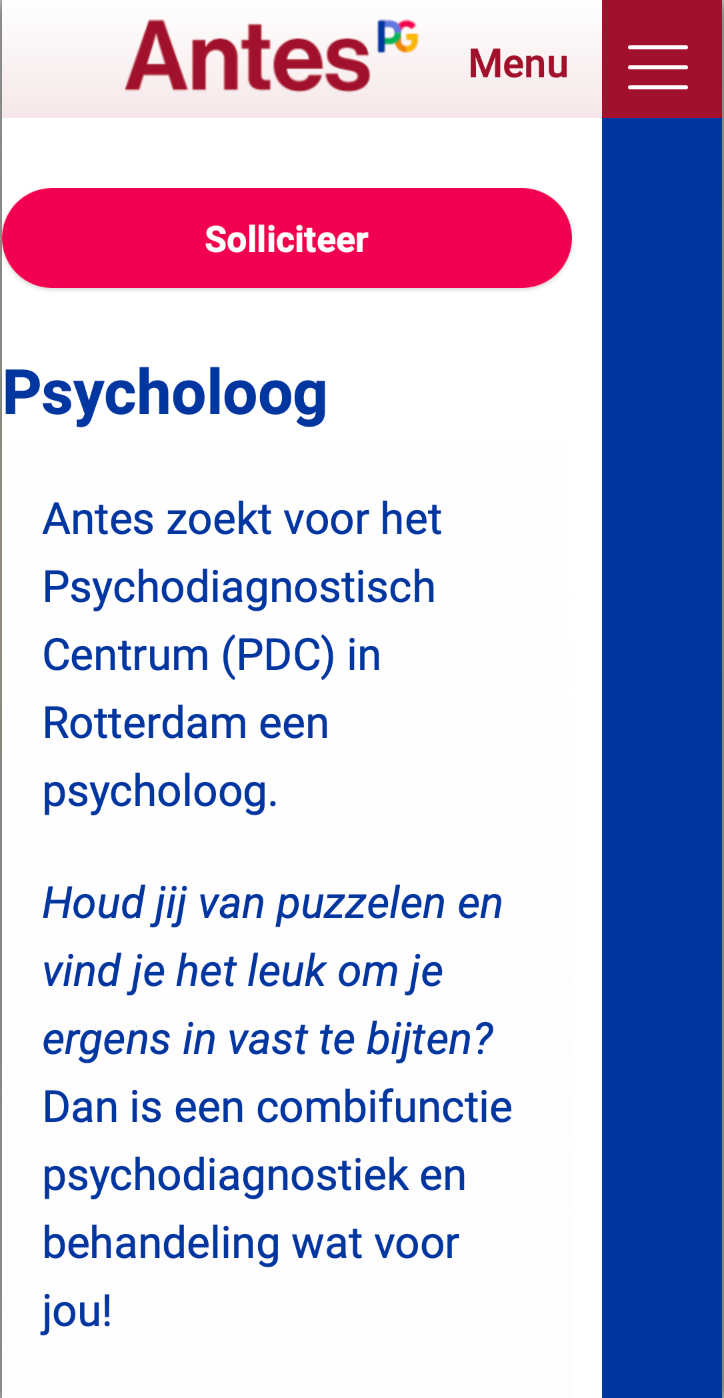 Antes PG
Menu
Solliciteer
Psycholoog
Antes zoekt voor het
Psychodiagnostisch
Centrum (PDC) in
Rotterdam een
psycholoog.
Houd jij van puzzelen en
vind je het leuk om je
ergens in vast te bijten?
Dan is een combifunctie
psychodiagnostiek en
behandeling wat voor
jou!